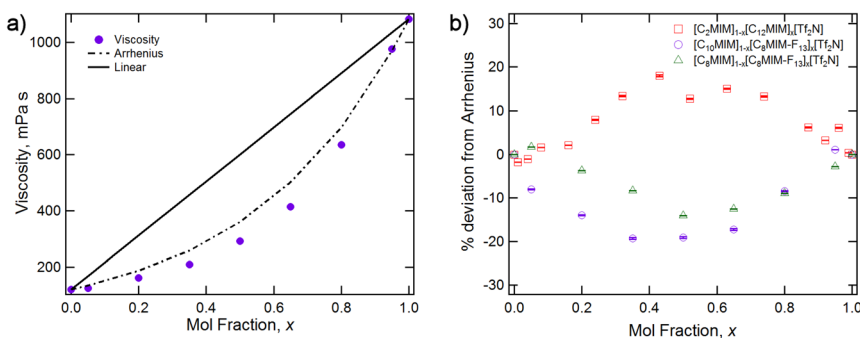 a)
Viscosity
Arrhenius
Linear
1000
800
600
400
200
Viscosity, mPa s
0.0 0.2 0.4 0.6 0.8 1.0
Mol Fraction, x
b)
[C₂MIM]₁₋ₓ[C₁₂MIM]ₓ[Tf₂N]
[C₁₀MIM]₁₋ₓ[C₈MIM-F₁₃]ₓ[Tf₂N]
[C₈MIM]₁₋ₓ[C₈MIM-F₁₃]ₓ[Tf₂N]
30
20
10
0
-10
-20
-30
% deviation from Arrhenius
0.0 0.2 0.4 0.6 0.8 1.0
Mol Fraction, x